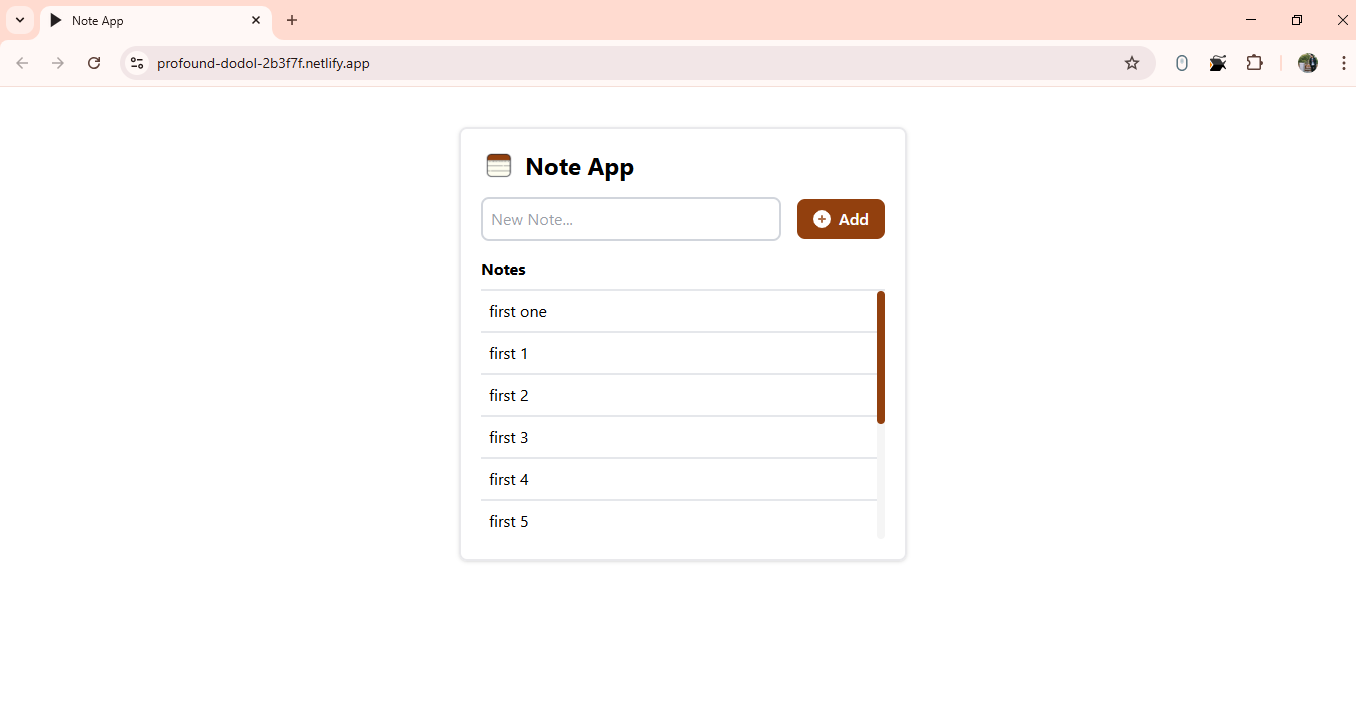 Note App
profound-dodol-2b3f7f.netlify.app
Note App
New Note...
Add
Notes
first one
first 1
first 2
first 3
first 4
first 5